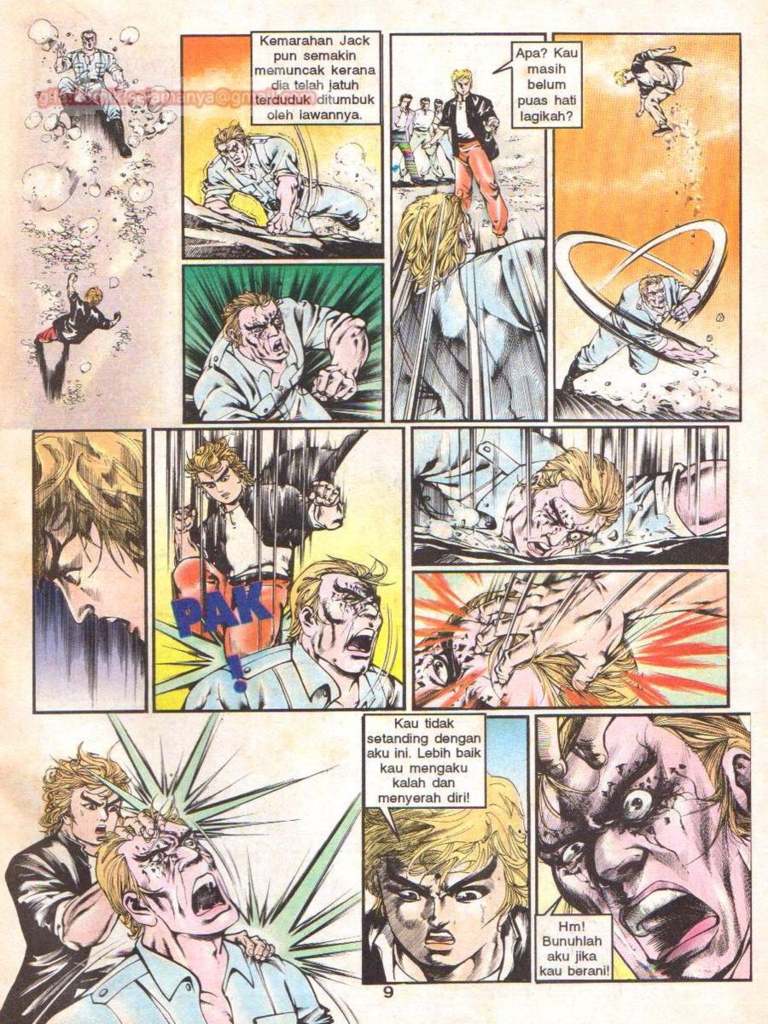 Kemarahan Jack
pun semakin
memuncak kerana
dia telah jatuh
terduduk ditumbuk
oleh lawannya.
Apa? Kau
masih
belum
puas hati
lagikah?
PAK
!
Kau tidak
setanding dengan
aku ini. Lebih baik
kau mengaku
kalah dan
menyerah diri!
Hm!
Bunuhlah
aku jika
kau berani!
9